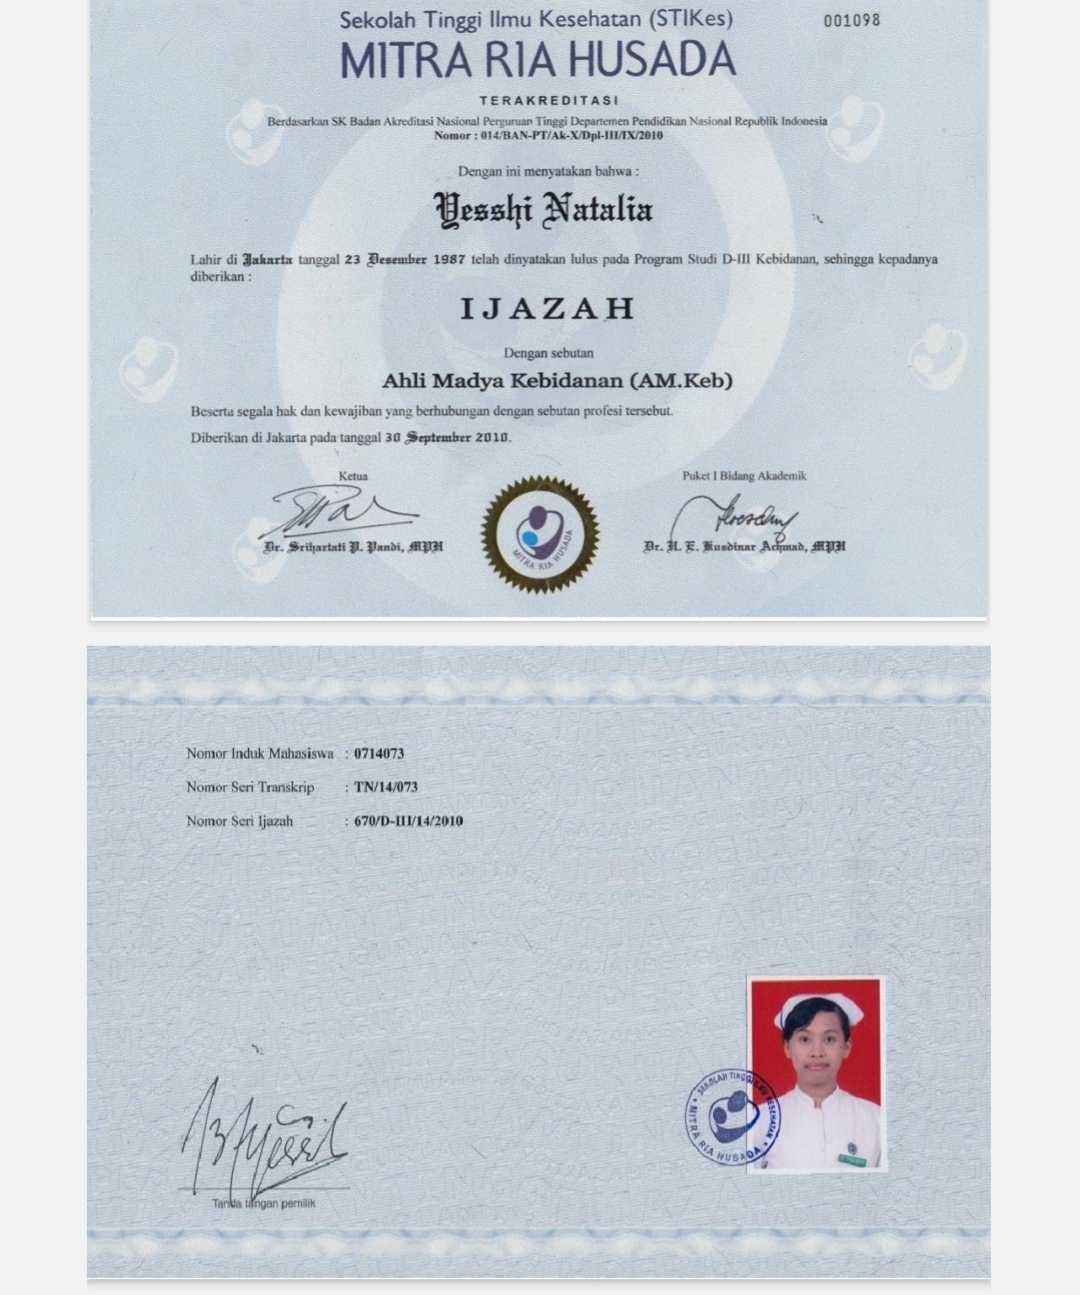 Sekolah Tinggi Ilmu Kesehatan (STIKes)
001098
MITRA RIA HUSADA
TERAKREDITASI
Berdasarkan SK Badan Akreditasi Nasional Perguruan Tinggi Departemen Pendidikan Nasional Republik Indonesia
Nomor : 014/BAN-PT/Ak-X/Dpl-III/IX/2010
Dengan ini menyatakan bahwa :
Yesshi Natalia
Lahir di Jakarta tanggal 23 Desember 1987 telah dinyatakan lulus pada Program Studi D-III Kebidanan, sehingga kepadanya
diberikan :
IJAZAH
Dengan sebutan
Ahli Madya Kebidanan (AM.Keb)
Beserta segala hak dan kewajiban yang berhubungan dengan sebutan profesi tersebut.
Diberikan di Jakarta pada tanggal 30 September 2010.
Ketua
Puket I Bidang Akademik
Dr. Srihartati P. Pandi, MPH
Dr. H. E. Kusdinar Achmad, MPH
MITRA RIA HUSADA
Nomor Induk Mahasiswa : 0714073
Nomor Seri Transkrip : TN/14/073
Nomor Seri Ijazah : 670/D-III/14/2010
SEKOLAH TINGGI ILMU KESEHATAN
MITRA RIA HUSADA
Tanda tangan pemilik